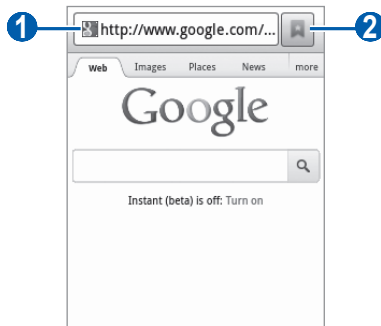 1 http://www.google.com/... 2
Web Images Places News more
Google
Instant (beta) is off: Turn on